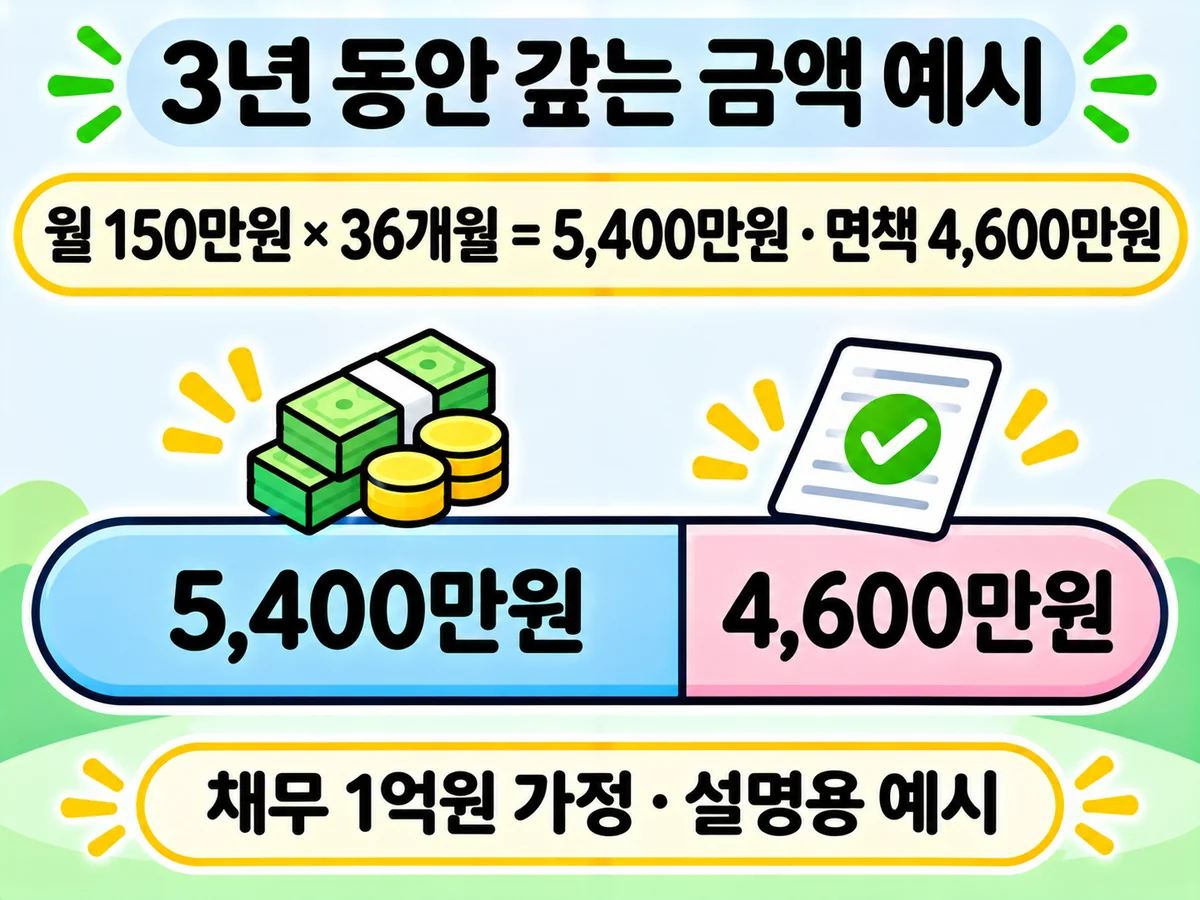 3년 동안 갚는 금액 예시
월 150만원 × 36개월 = 5,400만원 · 면책 4,600만원
5,400만원
4,600만원
채무 1억원 가정 · 설명용 예시